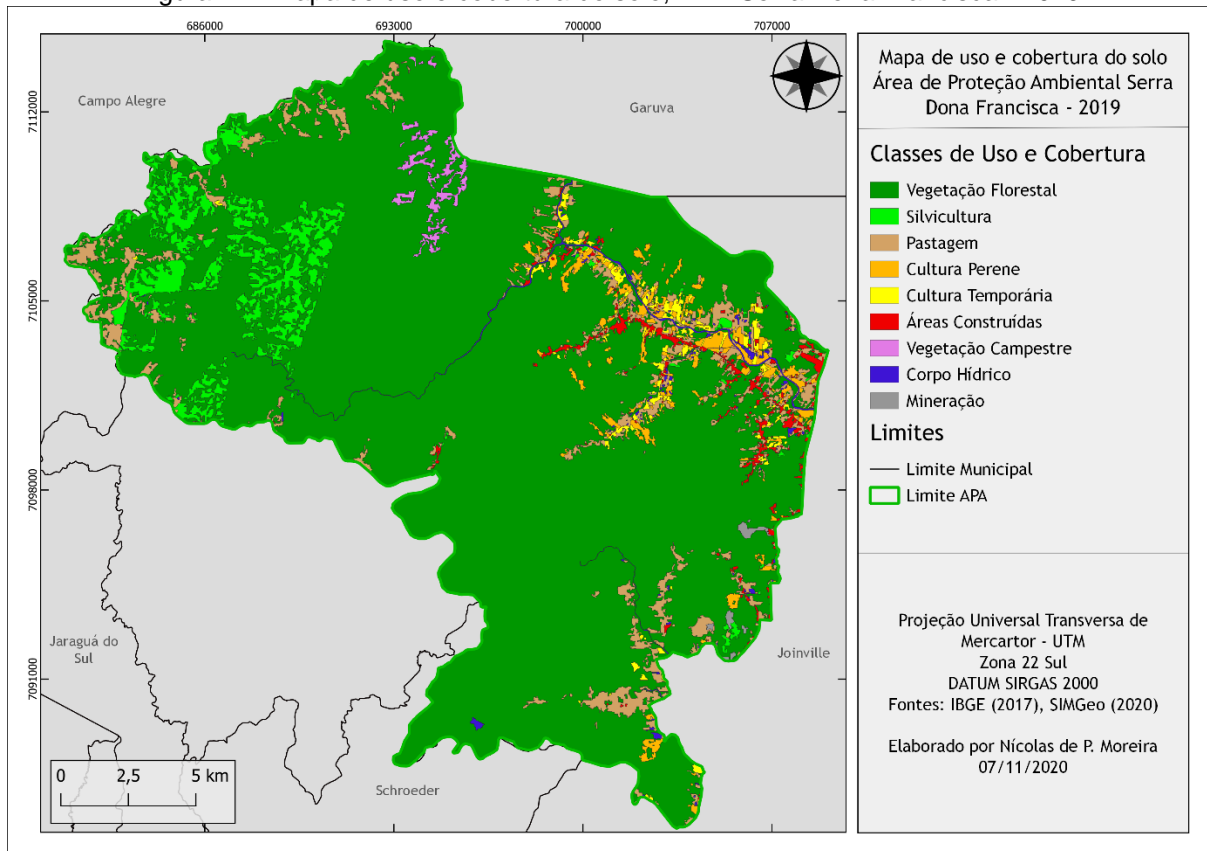 686000
693000
700000
707000
7112000
7105000
7098000
7091000
Campo Alegre
Garuva
Jaraguá do
Sul
Joinville
Schroeder
0
2,5
5 km
Mapa de uso e cobertura do solo
Área de Proteção Ambiental Serra
Dona Francisca - 2019
Classes de Uso e Cobertura
Vegetação Florestal
Silvicultura
Pastagem
Cultura Perene
Cultura Temporária
Áreas Construídas
Vegetação Campestre
Corpo Hídrico
Mineração
Limites
Limite Municipal
Limite APA
Projeção Universal Transversa de
Mercartor - UTM
Zona 22 Sul
DATUM SIRGAS 2000
Fontes: IBGE (2017), SIMGeo (2020)
Elaborado por Nícolas de P. Moreira
07/11/2020